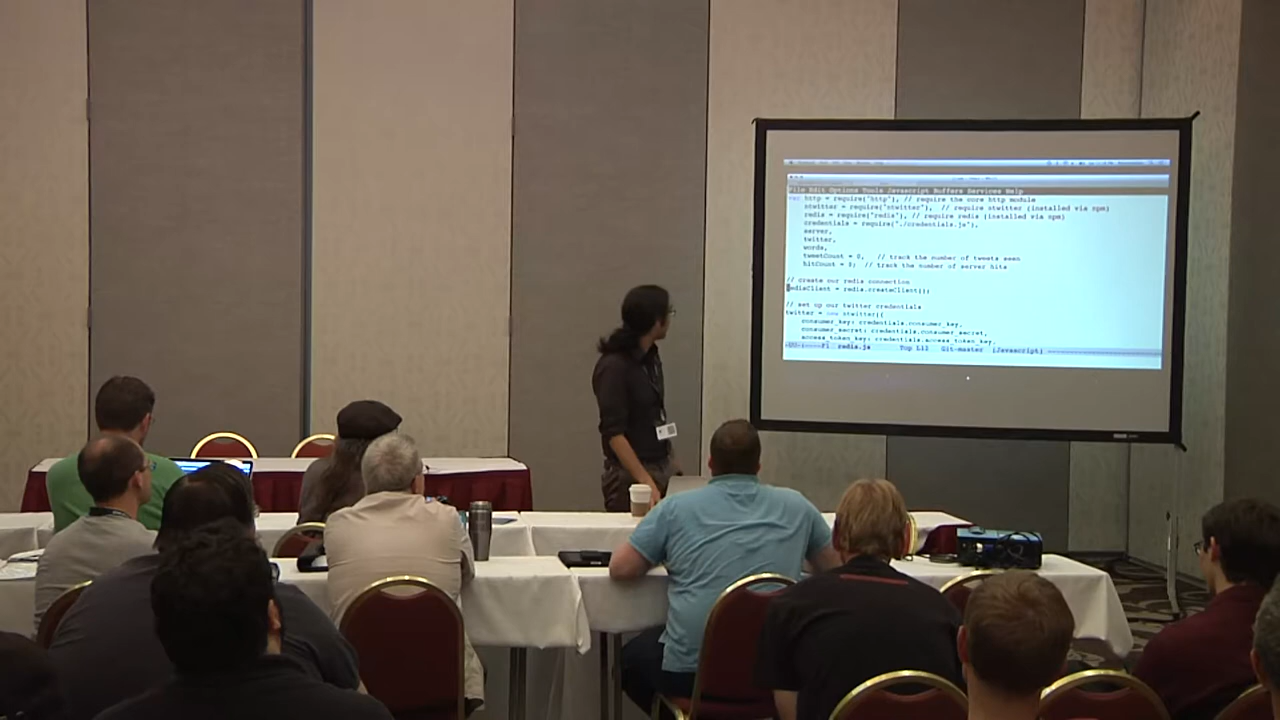 File Edit Options Tools Javascript Buffers Services Help
var http = require("http"), // require the core http module
ntwitter = require("ntwitter"), // require ntwitter (installed via npm)
redis = require("redis"), // require redis (installed via npm)
credentials = require("./credentials.js"),
server,
twitter,
words,
tweetCount = 0, // track the number of tweets seen
hitCount = 0; // track the number of server hits
// create our redis connection
redisClient = redis.createClient();
// set up our twitter credentials
twitter = new ntwitter({
consumer_key: credentials.consumer_key,
consumer_secret: credentials.consumer_secret,
access_token_key: credentials.access_token_key,
redis.js Top L12 Git-master (Javascript)